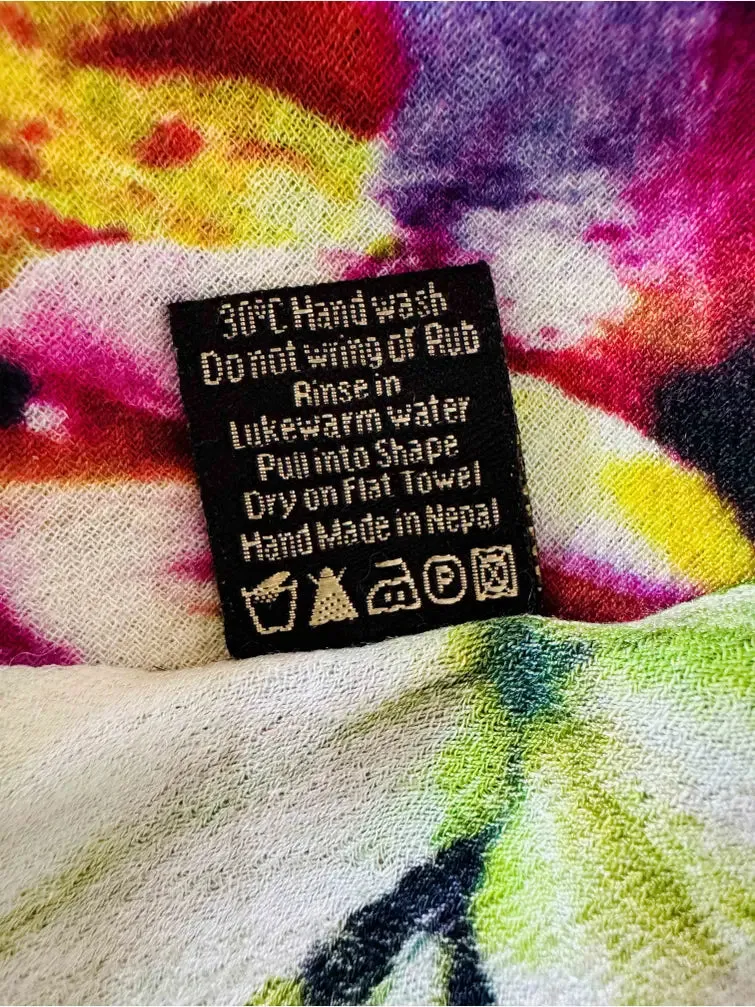 30°C Hand wash
Do not wring or Rub
Rinse in
Lukewarm water
Pull into Shape
Dry on Flat Towel
Hand Made in Nepal
P